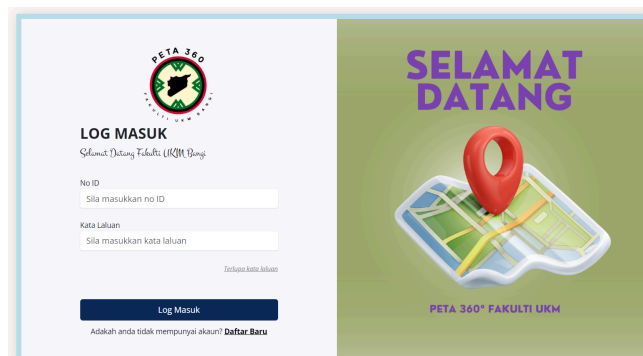 PETA 360
FAKULTI UKM BANGI
LOG MASUK
Selamat Datang Fakulti UKM Bangi
No ID
Sila masukkan no ID
Kata Laluan
Sila masukkan kata laluan
Terlupa kata laluan
Log Masuk
Adakah anda tidak mempunyai akaun? Daftar Baru
SELAMAT
DATANG
PETA 360° FAKULTI UKM